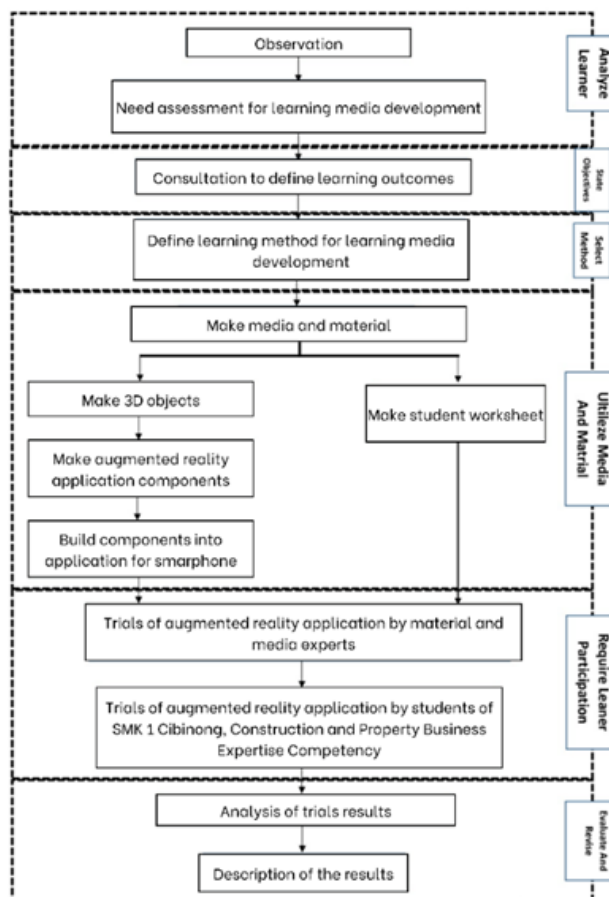 Observation
Analyze
Learner
Need assessment for learning media development
Consultation to define learning outcomes
State
Objectives
Define learning method for learning media
development
Select
Method
Make media and material
Make 3D objects
Make student worksheet
Make augmented reality
application components
Build components into
application for smarphone
Ultileze Media
And Matrial
Trials of augmented reality application by material and
media experts
Trials of augmented reality application by students of
SMK 1 Cibinong, Construction and Property Business
Expertise Competency
Require Leaner
Participation
Analysis of trials results
Description of the results
Evaluate And
Revise